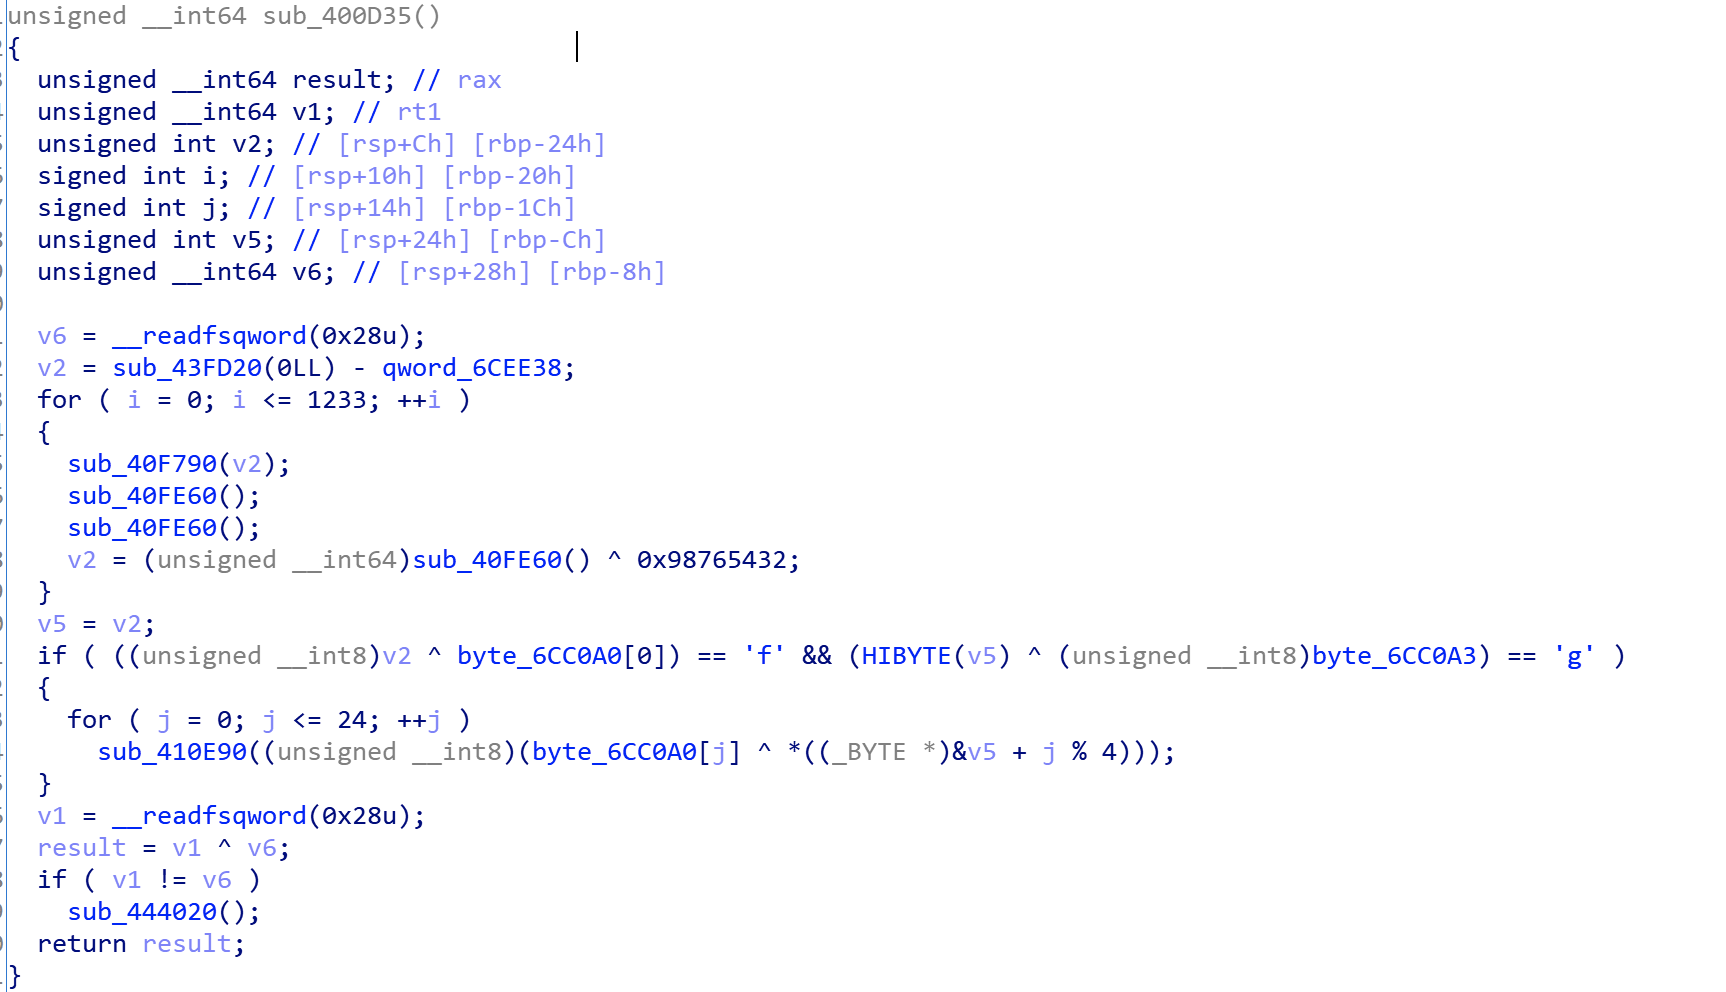 unsigned __int64 sub_400D35()
{
  unsigned __int64 result; // rax
  unsigned __int64 v1; // rt1
  unsigned int v2; // [rsp+Ch] [rbp-24h]
  signed int i; // [rsp+10h] [rbp-20h]
  signed int j; // [rsp+14h] [rbp-1Ch]
  unsigned int v5; // [rsp+24h] [rbp-Ch]
  unsigned __int64 v6; // [rsp+28h] [rbp-8h]

  v6 = __readfsqword(0x28u);
  v2 = sub_43FD20(0LL) - qword_6CEE38;
  for ( i = 0; i <= 1233; ++i )
  {
    sub_40F790(v2);
    sub_40FE60();
    sub_40FE60();
    v2 = (unsigned __int64)sub_40FE60() ^ 0x98765432;
  }
  v5 = v2;
  if ( ((unsigned __int8)v2 ^ byte_6CC0A0[0]) == 'f' && (HIBYTE(v5) ^ (unsigned __int8)byte_6CC0A3) == 'g' )
  {
    for ( j = 0; j <= 24; ++j )
      sub_410E90((unsigned __int8)(byte_6CC0A0[j] ^ *((_BYTE *)&v5 + j % 4)));
  }
  v1 = __readfsqword(0x28u);
  result = v1 ^ v6;
  if ( v1 != v6 )
    sub_444020();
  return result;
}